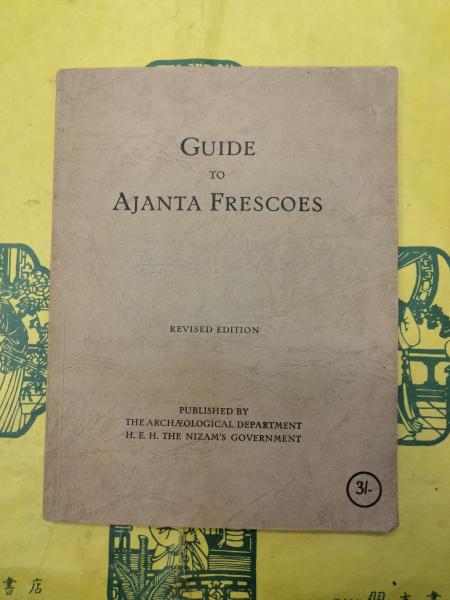 GUIDE
TO
AJANTA FRESCOES
REVISED EDITION
PUBLISHED BY
THE ARCHÆOLOGICAL DEPARTMENT
H. E. H. THE NIZAM'S GOVERNMENT
3/-
書店